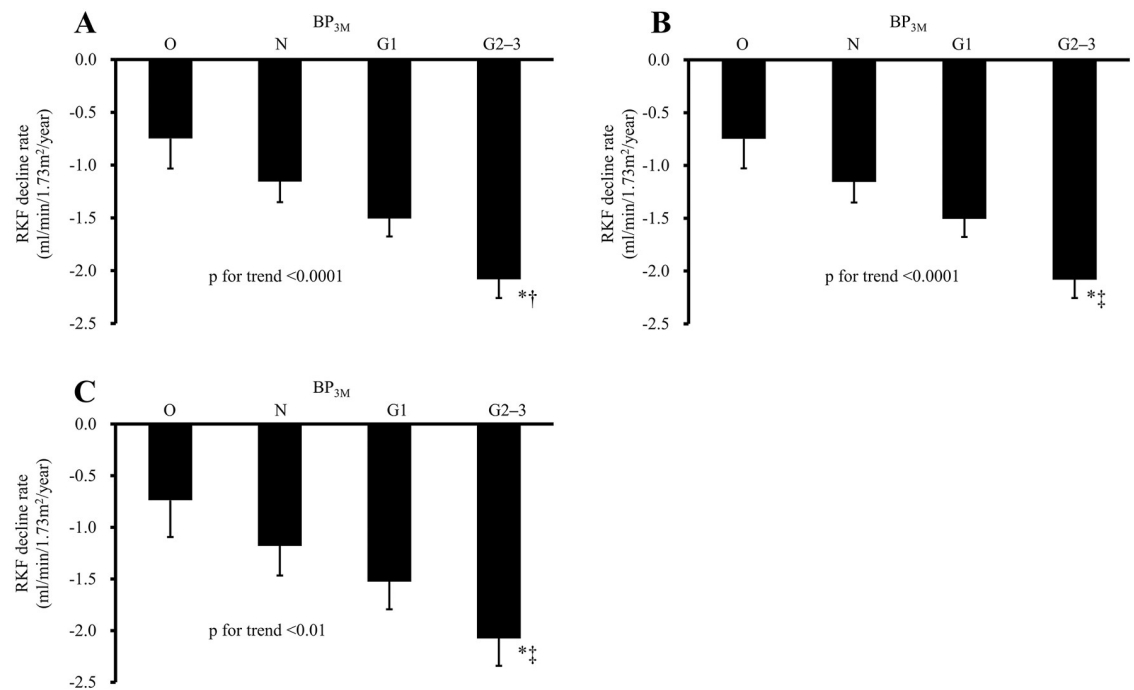 A
BP3M
O N G1 G2–3
0.0
-0.5
-1.0
-1.5
-2.0
-2.5
RKF decline rate
(ml/min/1.73m²/year)
p for trend <0.0001
*†
B
BP3M
O N G1 G2–3
0.0
-0.5
-1.0
-1.5
-2.0
-2.5
RKF decline rate
(ml/min/1.73m²/year)
p for trend <0.0001
*‡
C
BP3M
O N G1 G2–3
0.0
-0.5
-1.0
-1.5
-2.0
-2.5
RKF decline rate
(ml/min/1.73m²/year)
p for trend <0.01
*‡